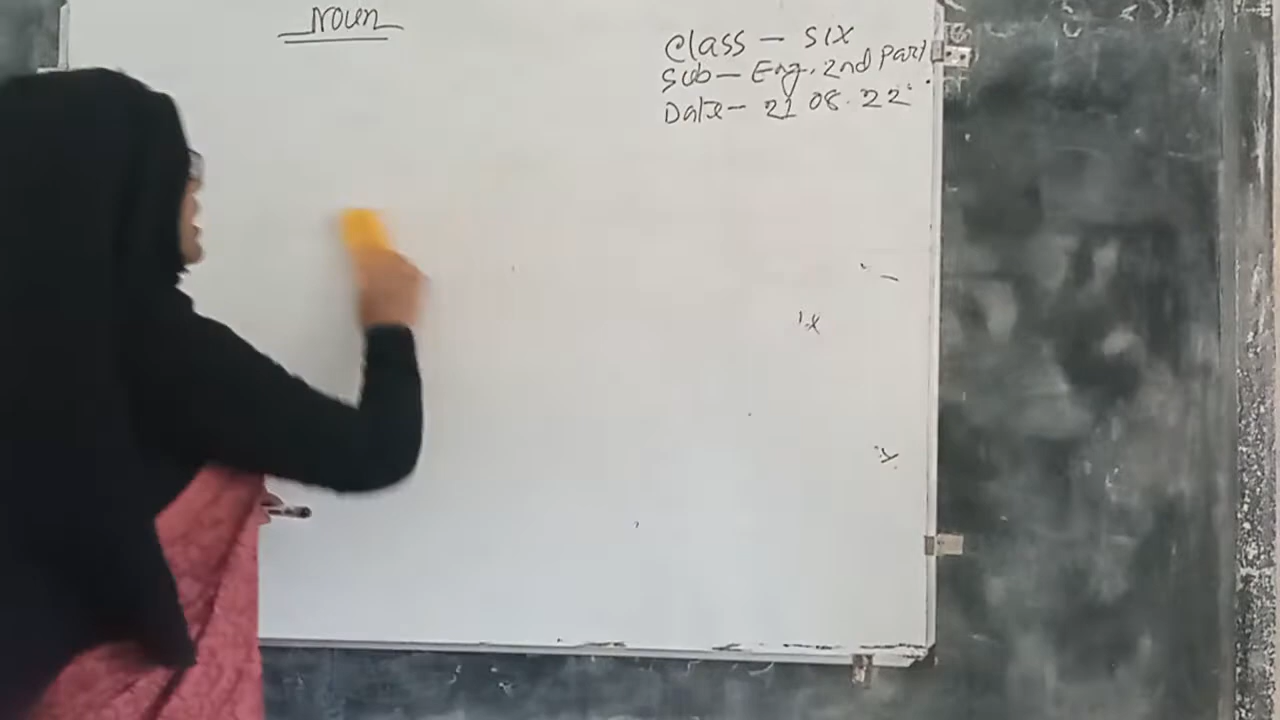 Noun
Class - Six
Sub - Eng. 2nd Part
Date - 21 08.22